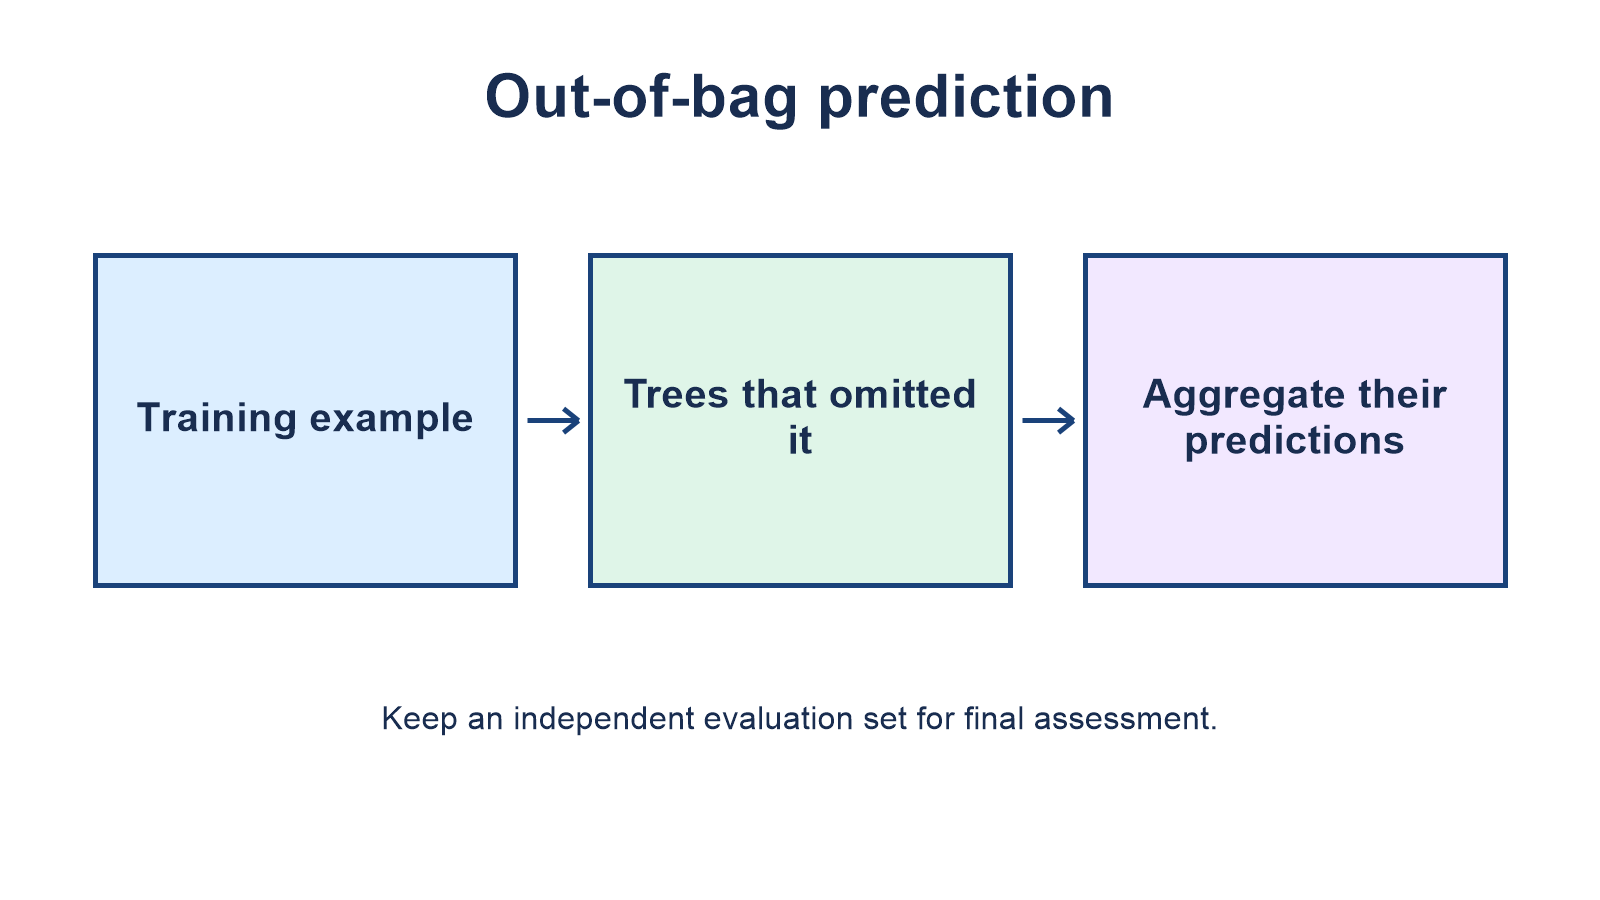 Out-of-bag prediction
Training example
Trees that omitted
it
Aggregate their
predictions
Keep an independent evaluation set for final assessment.